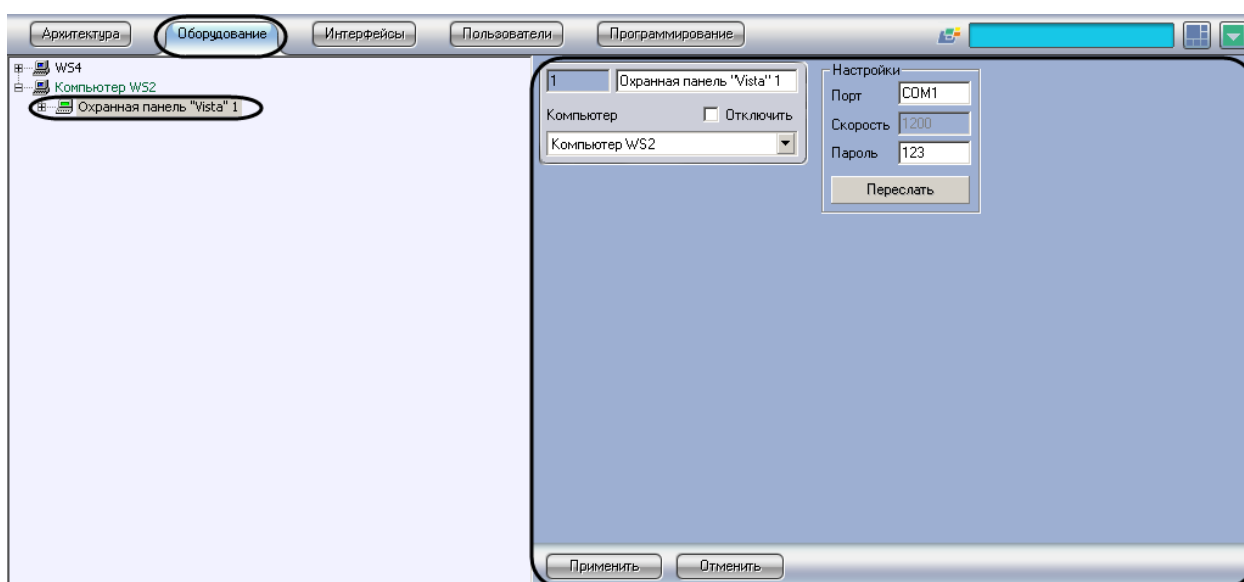 Архитектура Оборудование Интерфейсы Пользователи Программирование
WS4
Компьютер WS2
Охранная панель "Vista" 1
1 Охранная панель "Vista" 1
Компьютер Отключить
Компьютер WS2
Настройки
Порт COM1
Скорость 1200
Пароль 123
Переслать
Применить Отменить